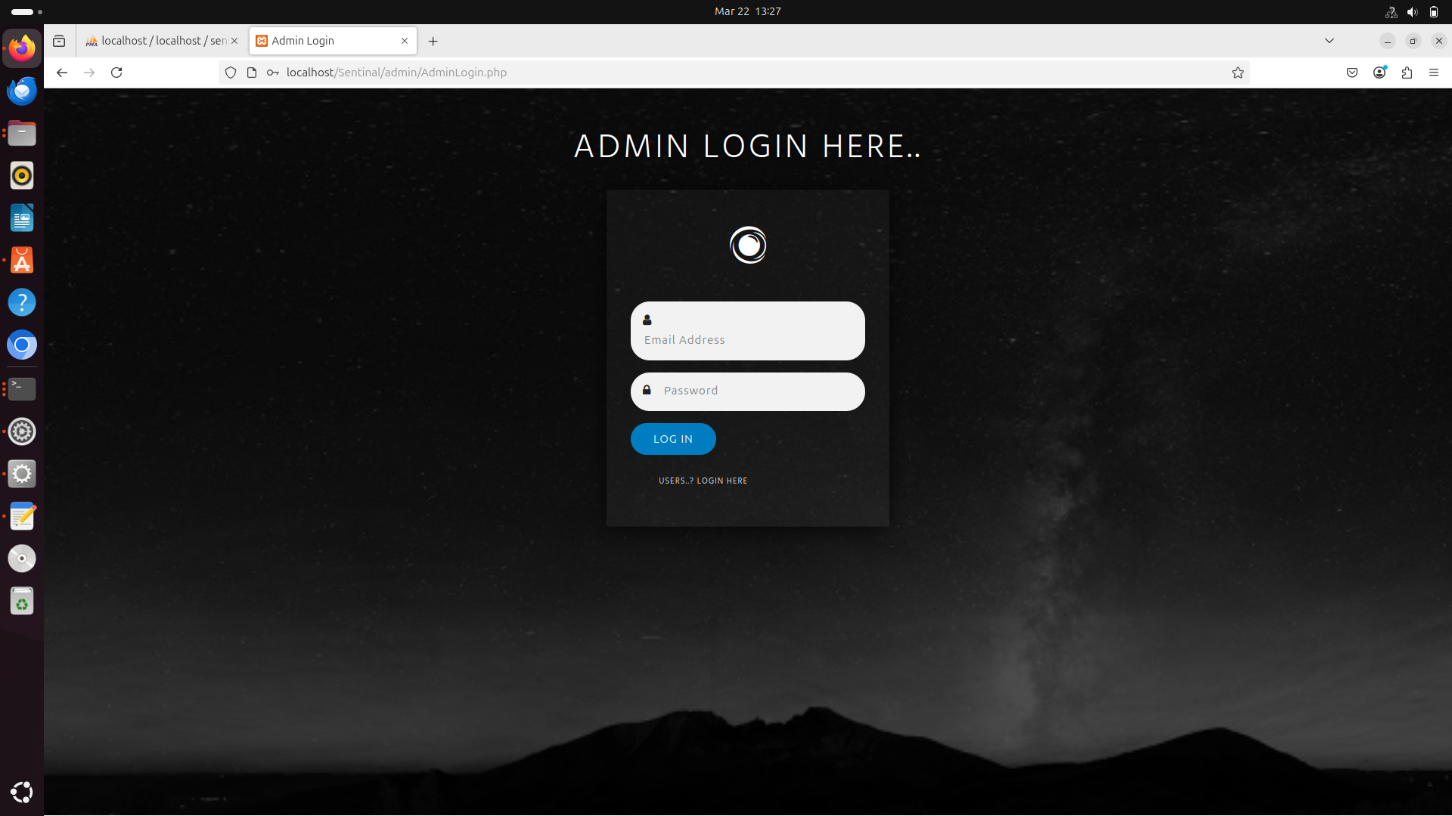 Mar 22 13:27
localhost / localhost / sen
Admin Login
localhost/Sentinal/admin/AdminLogin.php
ADMIN LOGIN HERE..
Email Address
Password
LOG IN
USERS..? LOGIN HERE